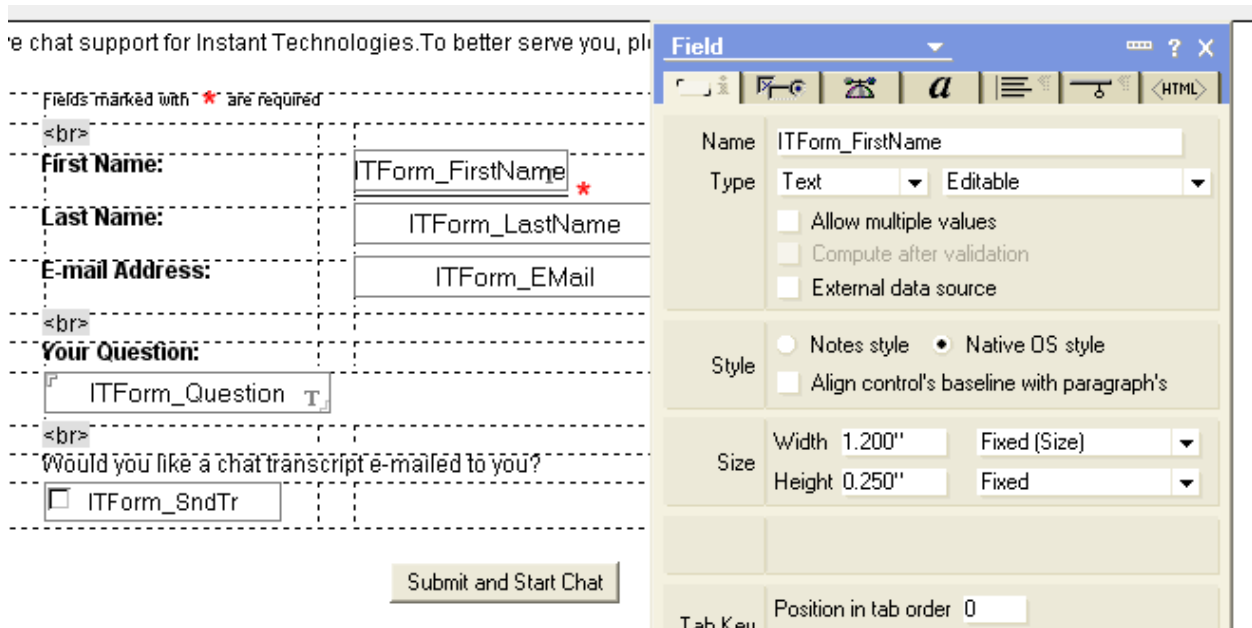 e chat support for Instant Technologies.To better serve you, pl
Fields marked with * are required
<br>
First Name:
ITForm_FirstName
*
Last Name:
ITForm_LastName
E-mail Address:
ITForm_EMail
<br>
Your Question:
ITForm_Question T
<br>
Would you like a chat transcript e-mailed to you?
ITForm_SndTr
Submit and Start Chat
Field
? X
i a <HTML>
Name ITForm_FirstName
Type Text Editable
Allow multiple values
Compute after validation
External data source
Style
Notes style Native OS style
Align control's baseline with paragraph's
Size
Width 1.200" Fixed (Size)
Height 0.250" Fixed
Tab Key
Position in tab order 0